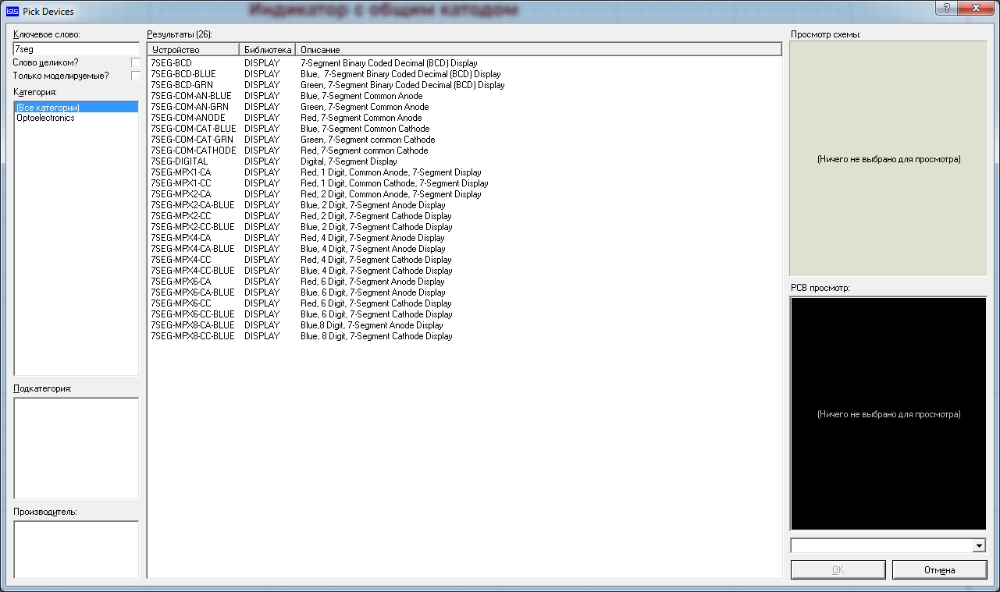 Индикатор с общим катодом
isis Pick Devices
Ключевое слово:
7seg
Слово целиком?
Только моделируемые?
Категория:
(Все категории)
Optoelectronics
Подкатегория:
Производитель:
Результаты (26):
Устройство Библиотека Описание
7SEG-BCD DISPLAY 7-Segment Binary Coded Decimal (BCD) Display
7SEG-BCD-BLUE DISPLAY Blue, 7-Segment Binary Coded Decimal (BCD) Display
7SEG-BCD-GRN DISPLAY Green, 7-Segment Binary Coded Decimal (BCD) Display
7SEG-COM-AN-BLUE DISPLAY Blue, 7-Segment Common Anode
7SEG-COM-AN-GRN DISPLAY Green, 7-Segment Common Anode
7SEG-COM-ANODE DISPLAY Red, 7-Segment Common Anode
7SEG-COM-CAT-BLUE DISPLAY Blue, 7-Segment Common Cathode
7SEG-COM-CAT-GRN DISPLAY Green, 7-Segment common Cathode
7SEG-COM-CATHODE DISPLAY Red, 7-Segment common Cathode
7SEG-DIGITAL DISPLAY Digital, 7-Segment Display
7SEG-MPX1-CA DISPLAY Red, 1 Digit, Common Anode, 7-Segment Display
7SEG-MPX1-CC DISPLAY Red, 1 Digit, Common Cathode, 7-Segment Display
7SEG-MPX2-CA DISPLAY Red, 2 Digit, Common Anode, 7-Segment Display
7SEG-MPX2-CA-BLUE DISPLAY Blue, 2 Digit, 7-Segment Anode Display
7SEG-MPX2-CC DISPLAY Red, 2 Digit, 7-Segment Cathode Display
7SEG-MPX2-CC-BLUE DISPLAY Blue, 2 Digit, 7-Segment Cathode Display
7SEG-MPX4-CA DISPLAY Red, 4 Digit, 7-Segment Anode Display
7SEG-MPX4-CA-BLUE DISPLAY Blue, 4 Digit, 7-Segment Anode Display
7SEG-MPX4-CC DISPLAY Red, 4 Digit, 7-Segment Cathode Display
7SEG-MPX4-CC-BLUE DISPLAY Blue, 4 Digit, 7-Segment Cathode Display
7SEG-MPX6-CA DISPLAY Red, 6 Digit, 7-Segment Anode Display
7SEG-MPX6-CA-BLUE DISPLAY Blue, 6 Digit, 7-Segment Anode Display
7SEG-MPX6-CC DISPLAY Red, 6 Digit, 7-Segment Cathode Display
7SEG-MPX6-CC-BLUE DISPLAY Blue, 6 Digit, 7-Segment Cathode Display
7SEG-MPX8-CA-BLUE DISPLAY Blue,8 Digit, 7-Segment Anode Display
7SEG-MPX8-CC-BLUE DISPLAY Blue, 8 Digit, 7-Segment Cathode Display
Просмотр схемы:
(Ничего не выбрано для просмотра)
PCB просмотр:
(Ничего не выбрано для просмотра)
OK Отмена